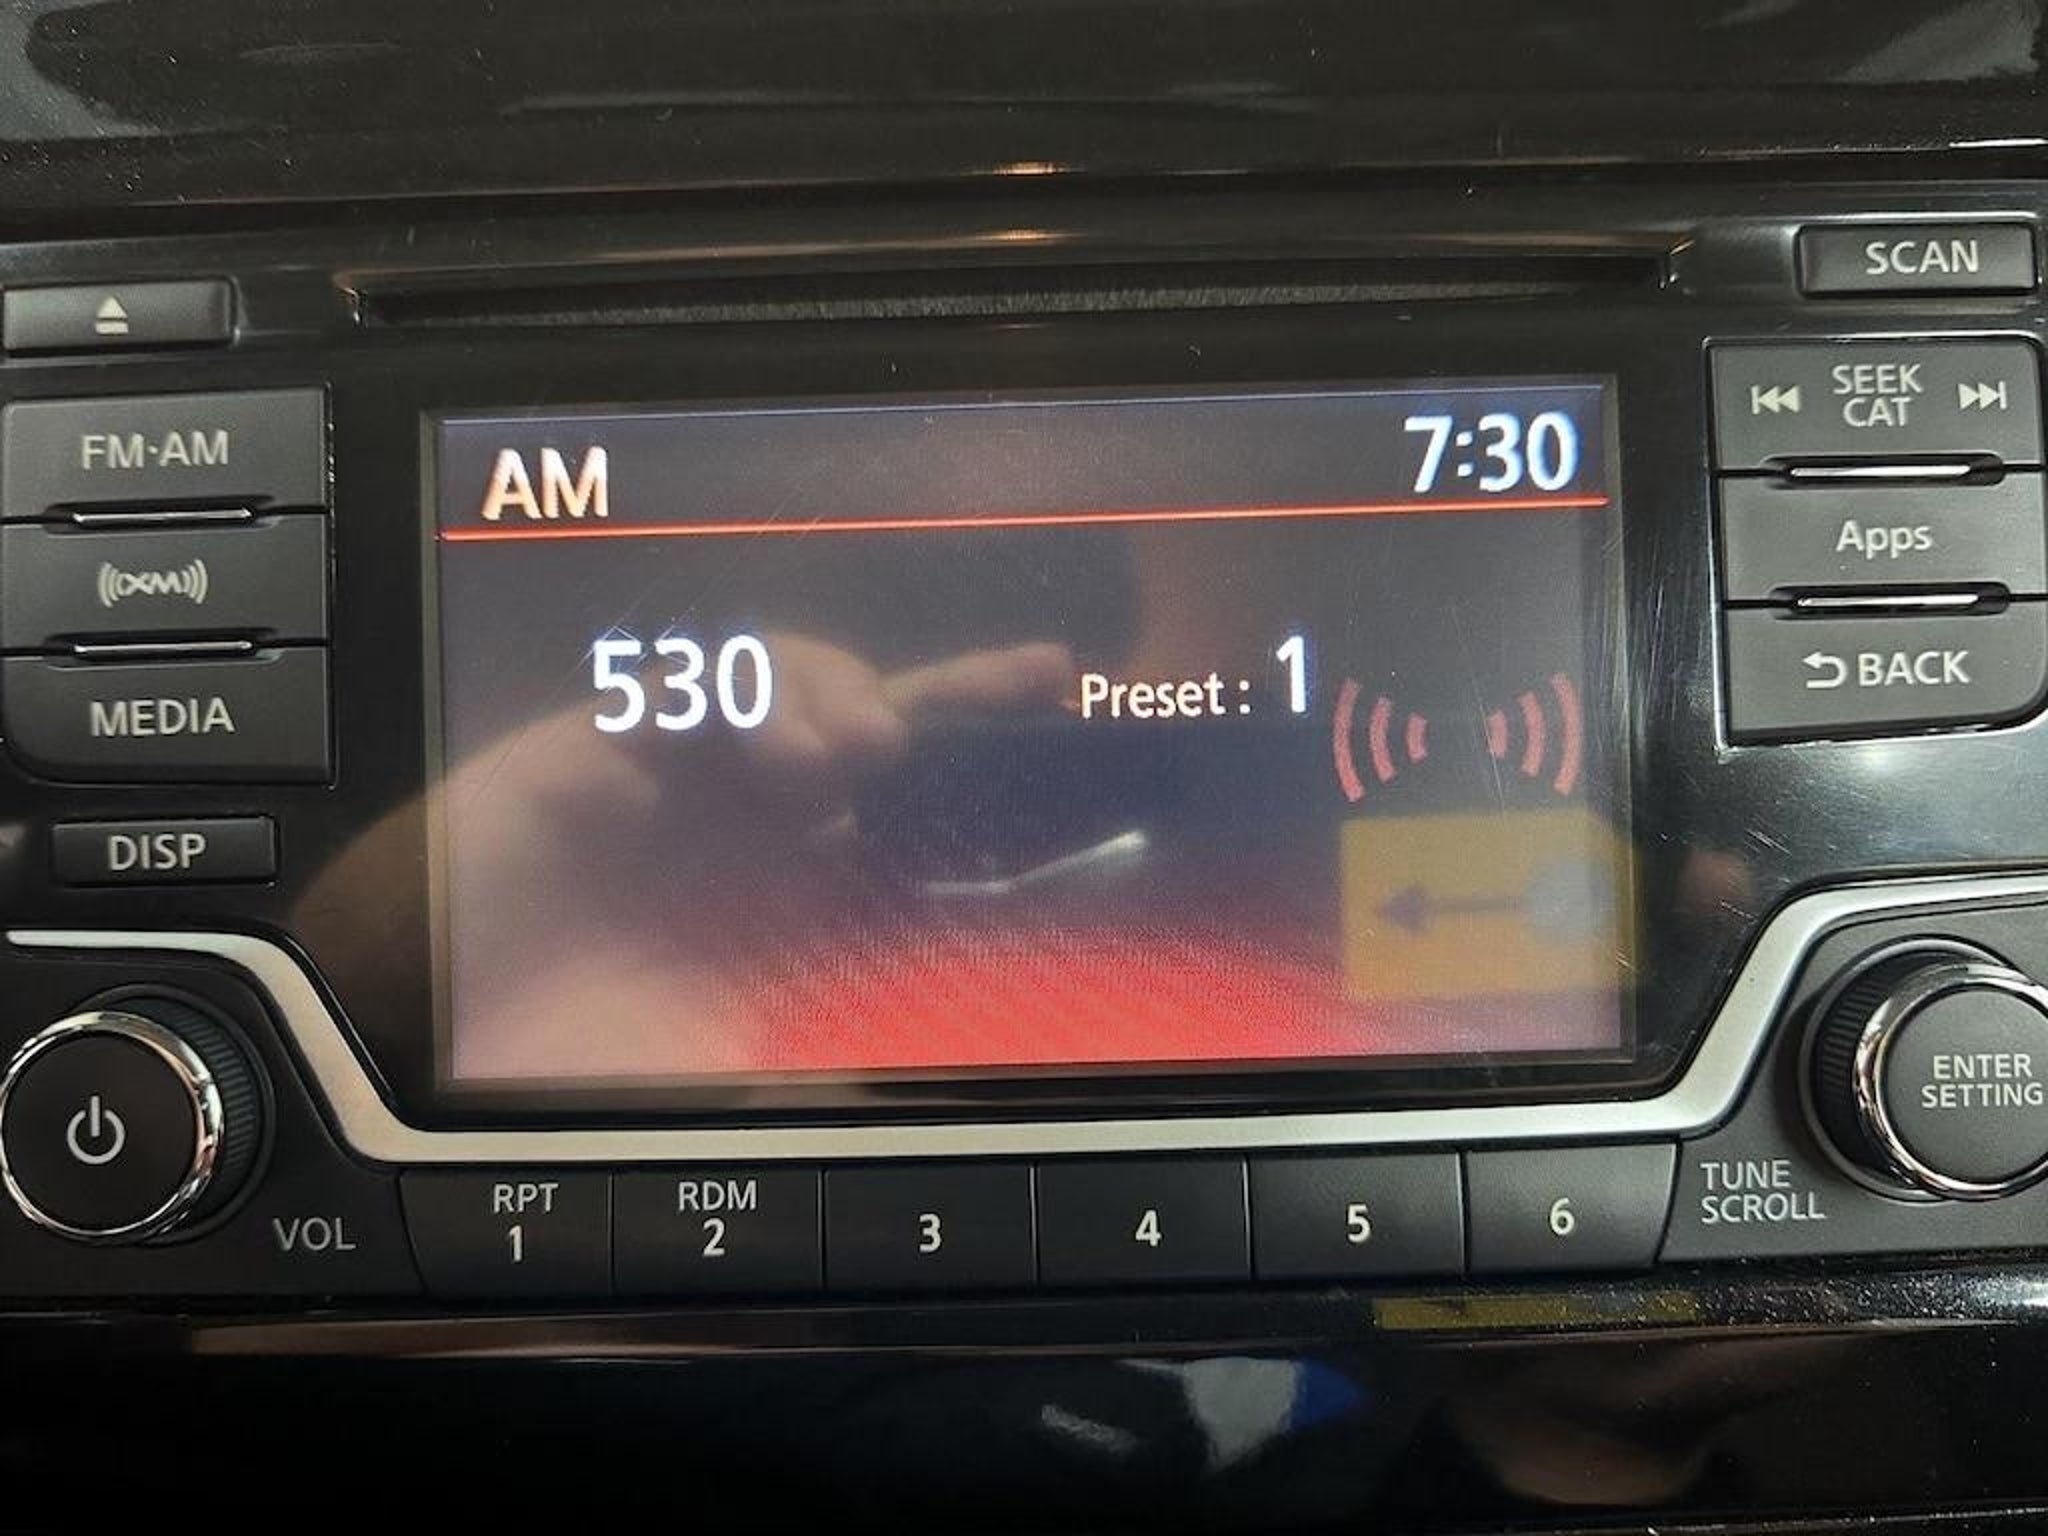 SCAN
FM·AM
XM
MEDIA
DISP
AM 7:30
530 Preset : 1
SEEK
CAT
Apps
BACK
ENTER
SETTING
TUNE
SCROLL
VOL
RPT
1
RDM
2
3
4
5
6